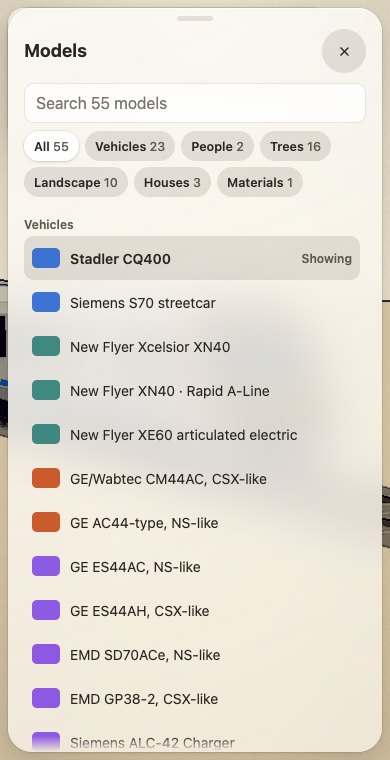 Models
×
Search 55 models
All 55 Vehicles 23 People 2 Trees 16
Landscape 10 Houses 3 Materials 1
Vehicles
Stadler CQ400 Showing
Siemens S70 streetcar
New Flyer Xcelsior XN40
New Flyer XN40 · Rapid A-Line
New Flyer XE60 articulated electric
GE/Wabtec CM44AC, CSX-like
GE AC44-type, NS-like
GE ES44AC, NS-like
GE ES44AH, CSX-like
EMD SD70ACe, NS-like
EMD GP38-2, CSX-like
Siemens ALC-42 Charger